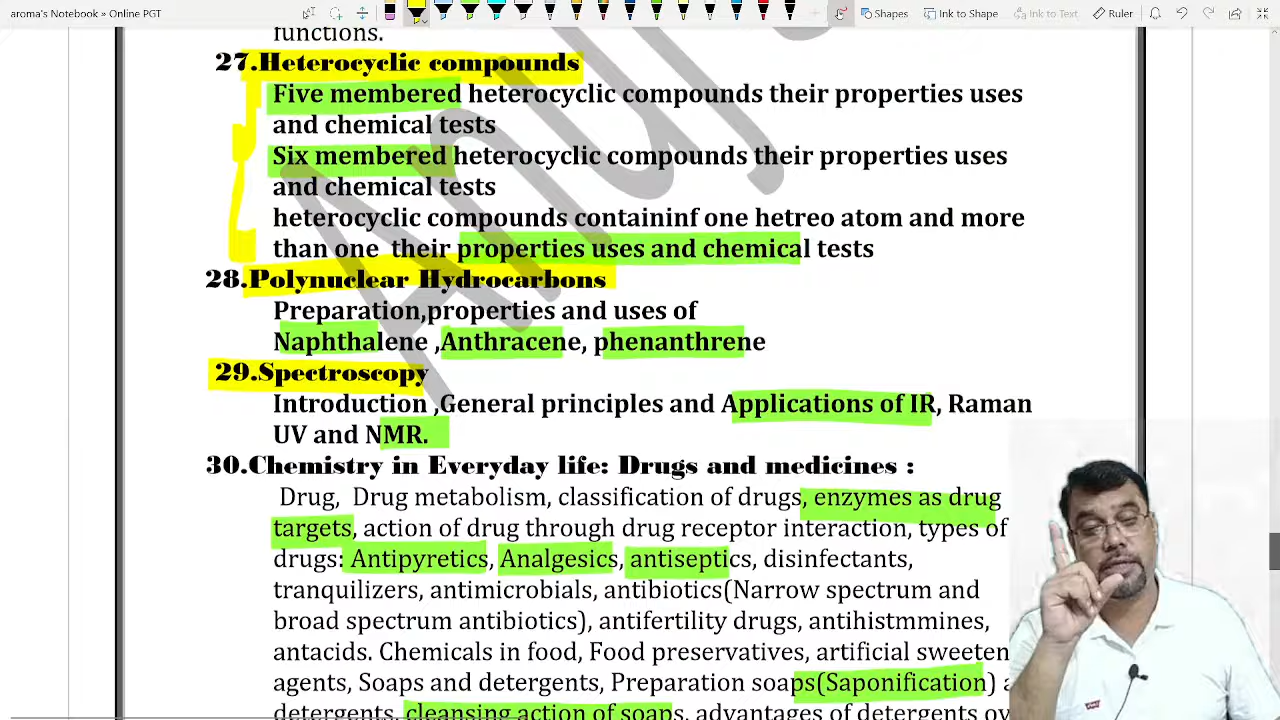 aroma's Notebook » Online PGT
Shapes
Ink to Shape
Ink to Text
Ruler
functions.
27.Heterocyclic compounds
Five membered heterocyclic compounds their properties uses
and chemical tests
Six membered heterocyclic compounds their properties uses
and chemical tests
heterocyclic compounds containinf one hetreo atom and more
than one their properties uses and chemical tests
28.Polynuclear Hydrocarbons
Preparation,properties and uses of
Naphthalene ,Anthracene, phenanthrene
29.Spectroscopy
Introduction ,General principles and Applications of IR, Raman
UV and NMR.
30.Chemistry in Everyday life: Drugs and medicines :
Drug, Drug metabolism, classification of drugs, enzymes as drug
targets, action of drug through drug receptor interaction, types of
drugs: Antipyretics, Analgesics, antiseptics, disinfectants,
tranquilizers, antimicrobials, antibiotics(Narrow spectrum and
broad spectrum antibiotics), antifertility drugs, antihistmmines,
antacids. Chemicals in food, Food preservatives, artificial sweeten
agents, Soaps and detergents, Preparation soaps(Saponification) a
detergents, cleansing action of soaps, advantages of detergents ov